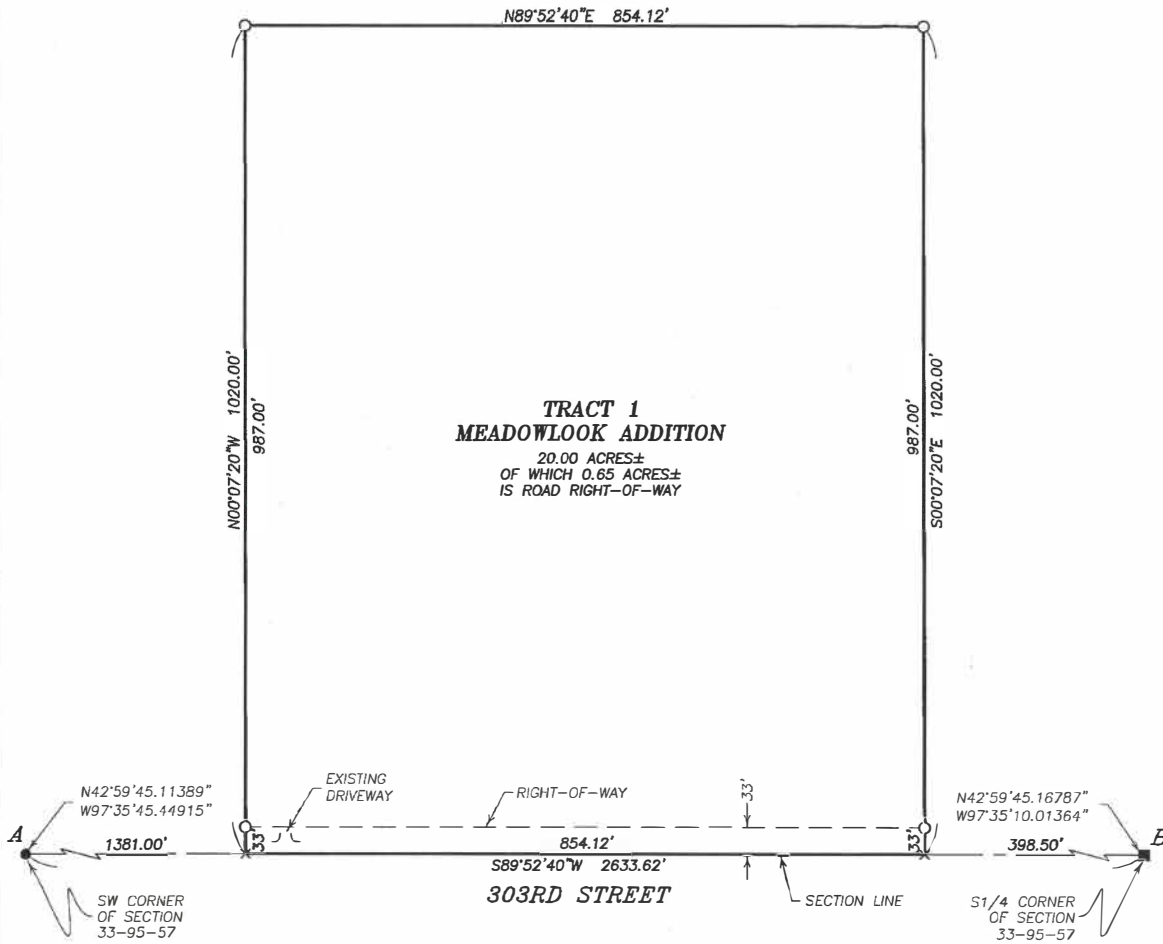 N89°52'40"E 854.12'
N00°07'20"W 1020.00'
987.00'
TRACT 1
MEADOWLOOK ADDITION
20.00 ACRES±
OF WHICH 0.65 ACRES±
IS ROAD RIGHT-OF-WAY
987.00'
S00°07'20"E 1020.00'
N42°59'45.11389"
W97°35'45.44915"
EXISTING
DRIVEWAY
RIGHT-OF-WAY
33'
N42°59'45.16787"
W97°35'10.01364"
A
1381.00'
33'
854.12'
33'
398.50'
B
S89°52'40"W 2633.62'
303RD STREET
SECTION LINE
SW CORNER
OF SECTION
33-95-57
S1/4 CORNER
OF SECTION
33-95-57